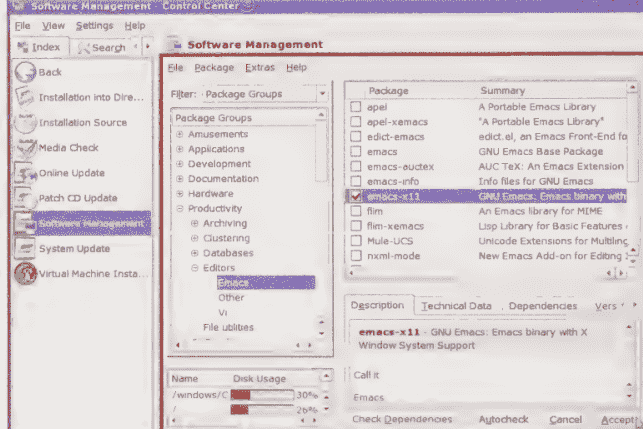 Software Management - Control Center
File View Settings Help
Index Search
Software Management
Back
Installation into Dire...
Installation Source
Media Check
Online Update
Patch CD Update
Software Management
System Update
Virtual Machine Insta...
File Package Extras Help
Filter: Package Groups
Package Groups
Amusements
Applications
Development
Documentation
Hardware
Productivity
Archiving
Clustering
Databases
Editors
Emacs
Other
Vi
File utilities
Name Disk Usage
/windows/C 30%
/ 26%
Package Summary
apel A Portable Emacs Library
apel-xemacs "A Portable Emacs Library"
edict-emacs edict.el, an Emacs Front-End fo
emacs GNU Emacs Base Package
emacs-auctex AUC TeX: An Emacs Extension
emacs-info Info files for GNU Emacs
emacs-x11 GNU Emacs: Emacs binary with
flim An Emacs library for MIME
flim-xemacs Lisp Library for Basic Features
Mule-UCS Unicode Extensions for Multiling
nxml-mode New Emacs Add-on for Editing
Description Technical Data Dependencies Vers
emacs-x11 - GNU Emacs: Emacs binary with X
Window System Support
Call it
Emacs
Check Dependencies Autocheck Cancel Accept